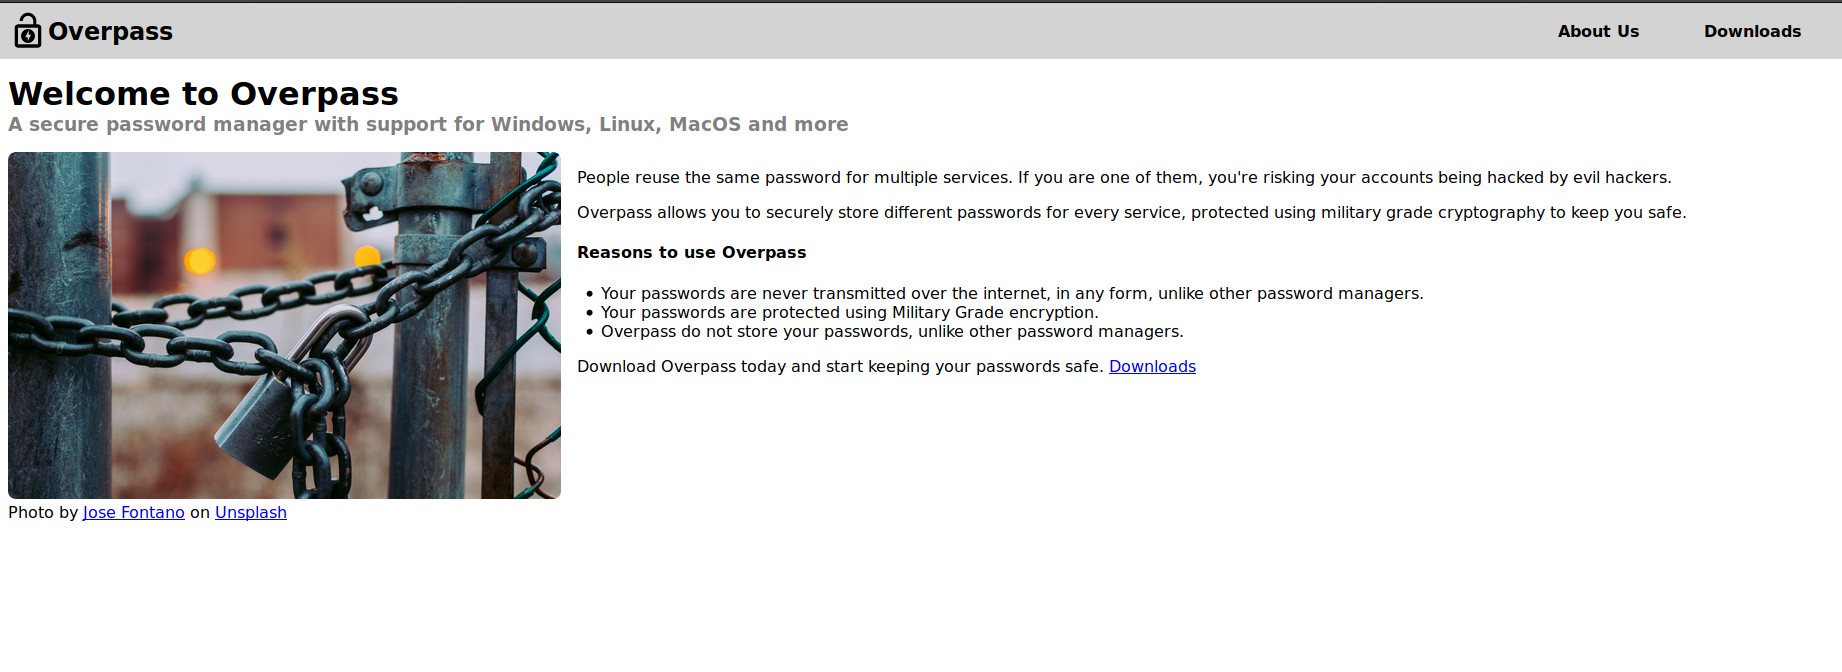 Overpass
About Us
Downloads
Welcome to Overpass
A secure password manager with support for Windows, Linux, MacOS and more
People reuse the same password for multiple services. If you are one of them, you're risking your accounts being hacked by evil hackers.
Overpass allows you to securely store different passwords for every service, protected using military grade cryptography to keep you safe.
Reasons to use Overpass
• Your passwords are never transmitted over the internet, in any form, unlike other password managers.
• Your passwords are protected using Military Grade encryption.
• Overpass do not store your passwords, unlike other password managers.
Download Overpass today and start keeping your passwords safe. Downloads
Photo by Jose Fontano on Unsplash